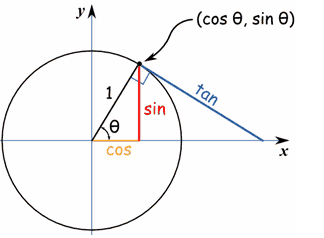 y
(cos θ, sin θ)
1
tan
sin
θ
cos
x